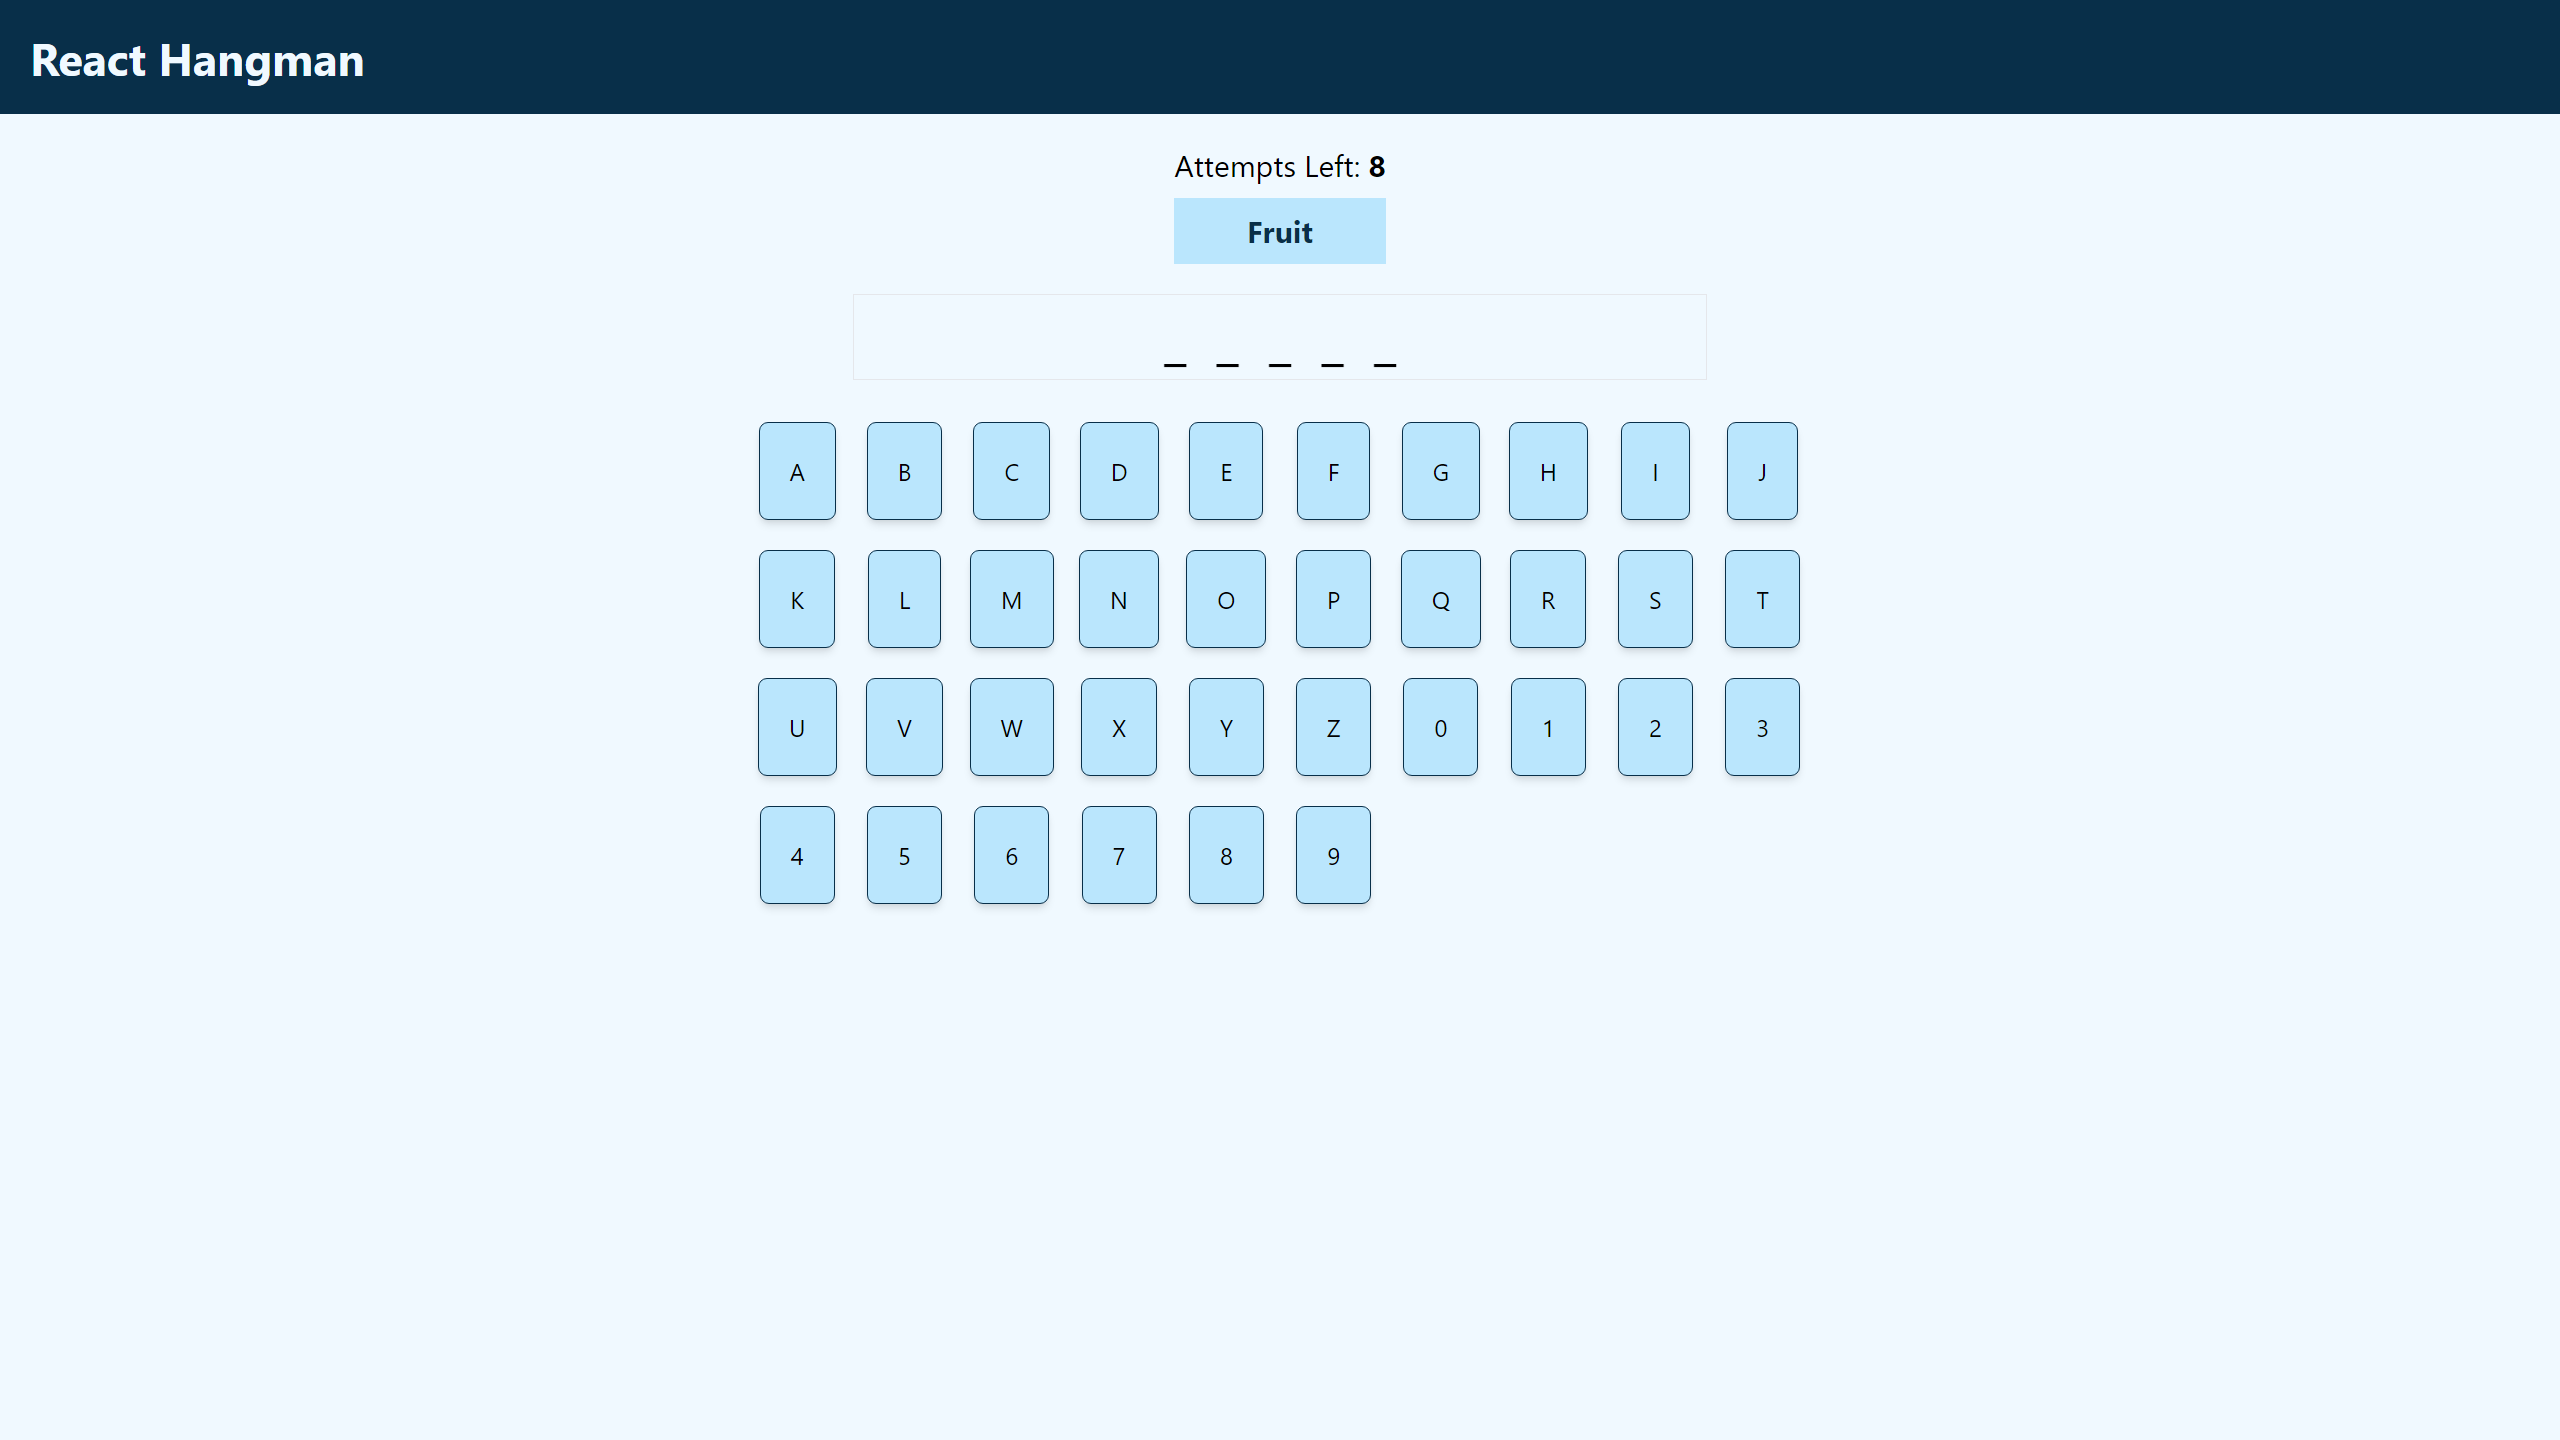 React Hangman
Attempts Left: 8
Fruit
_ _ _ _ _
A B C D E F G H I J
K L M N O P Q R S T
U V W X Y Z 0 1 2 3
4 5 6 7 8 9